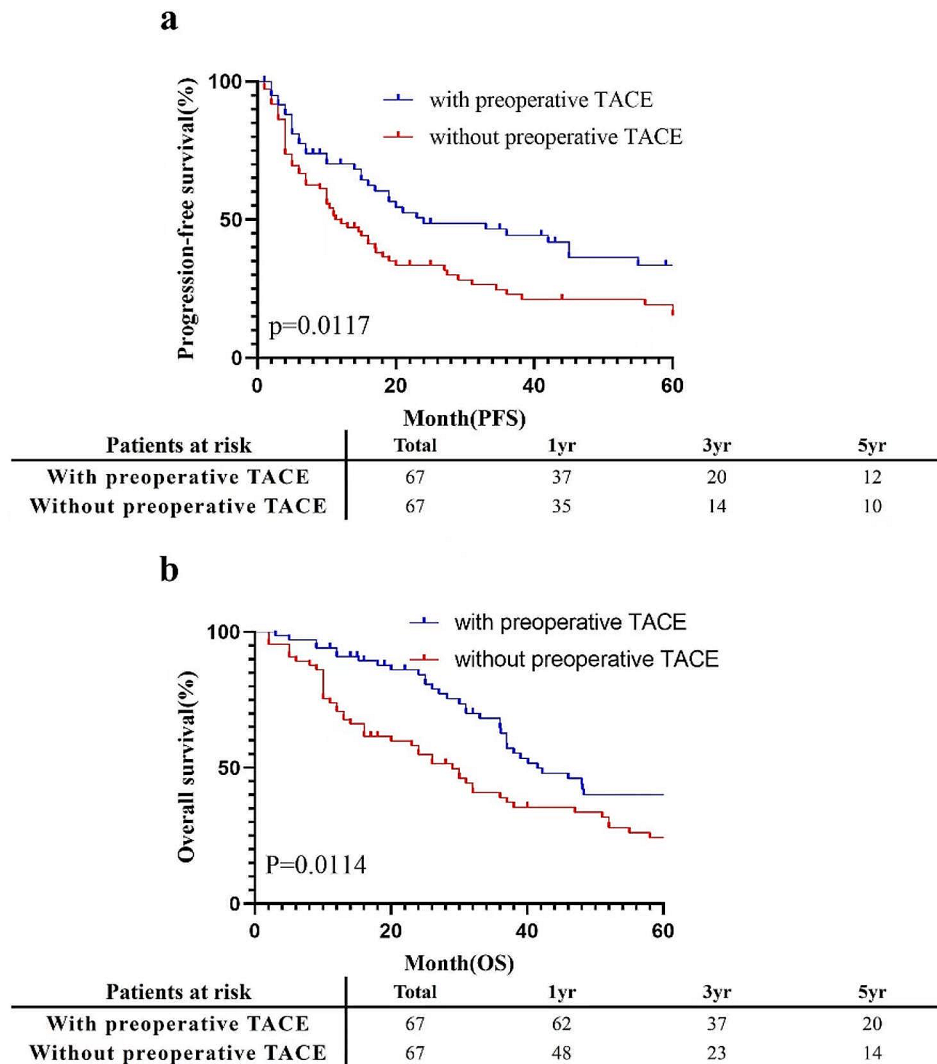 a
100
with preoperative TACE
without preoperative TACE
Progression-free survival(%)
50
p=0.0117
0
0 20 40 60
Month(PFS)
Patients at risk Total 1yr 3yr 5yr
With preoperative TACE 67 37 20 12
Without preoperative TACE 67 35 14 10
b
with preoperative TACE
100
without preoperative TACE
Overall survival(%)
50
P=0.0114
0
0 20 40 60
Month(OS)
Patients at risk Total 1yr 3yr 5yr
With preoperative TACE 67 62 37 20
Without preoperative TACE 67 48 23 14